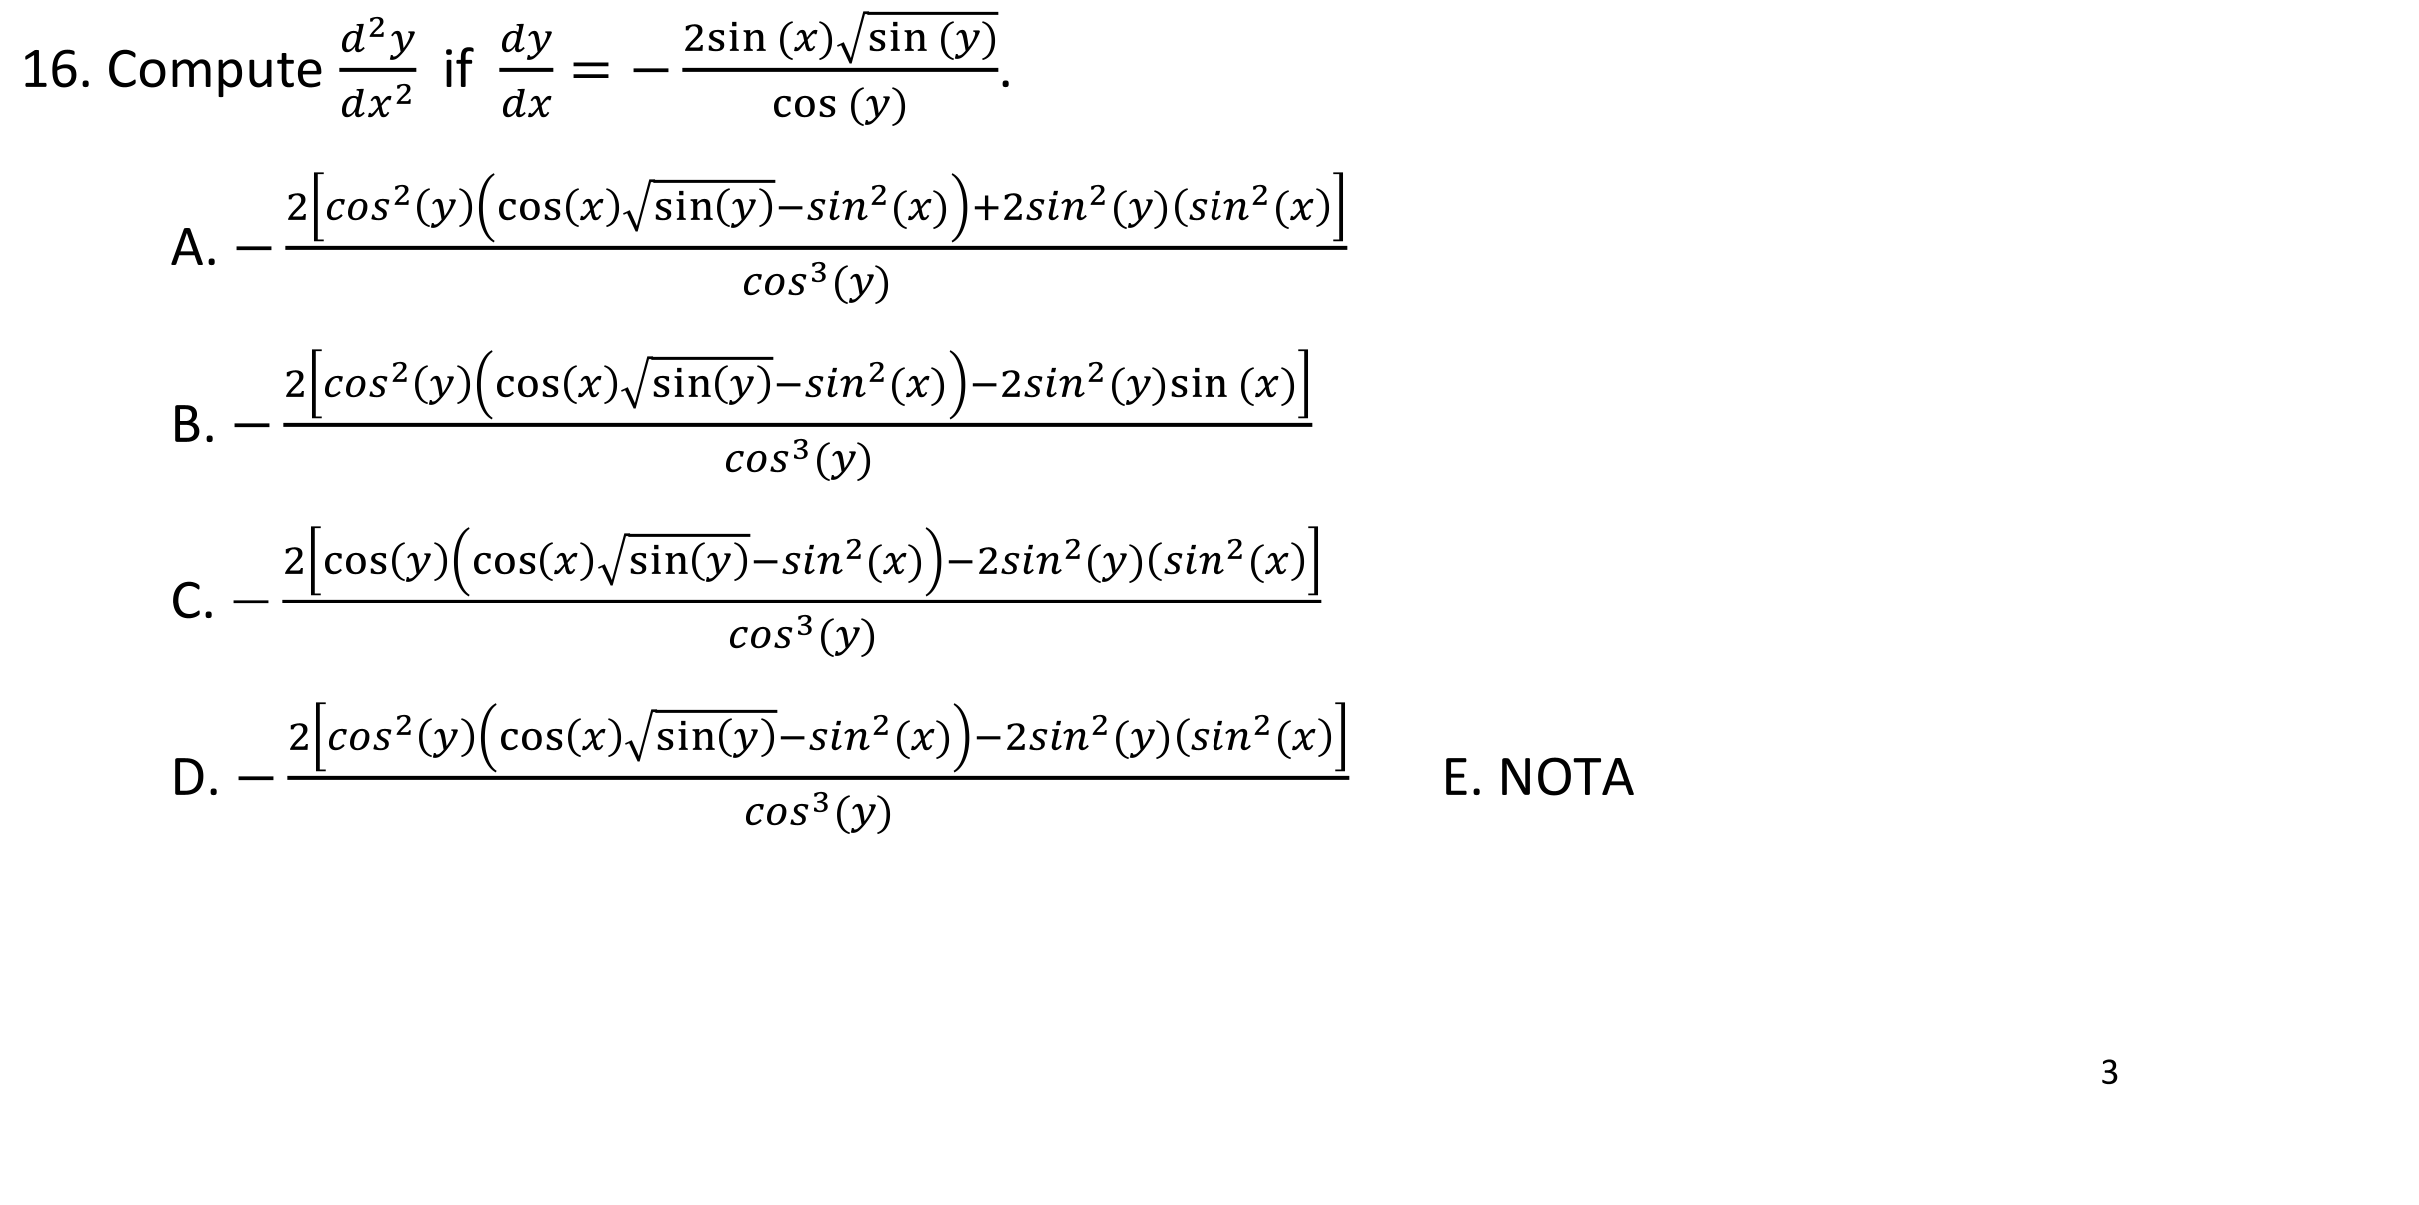 16. Compute $\frac{d^2y}{dx^2}$ if $\frac{dy}{dx} = -\frac{2\sin(x)\sqrt{\sin(y)}}{\cos(y)}$.
A. $-\frac{2\left[cos^2(y)\left(\cos(x)\sqrt{\sin(y)}-sin^2(x)\right)+2sin^2(y)(sin^2(x)\right]}{cos^3(y)}$
B. $-\frac{2\left[cos^2(y)\left(\cos(x)\sqrt{\sin(y)}-sin^2(x)\right)-2sin^2(y)\sin(x)\right]}{cos^3(y)}$
C. $-\frac{2\left[\cos(y)\left(\cos(x)\sqrt{\sin(y)}-sin^2(x)\right)-2sin^2(y)(sin^2(x)\right]}{cos^3(y)}$
D. $-\frac{2\left[cos^2(y)\left(\cos(x)\sqrt{\sin(y)}-sin^2(x)\right)-2sin^2(y)(sin^2(x)\right]}{cos^3(y)}$ E. NOTA
3